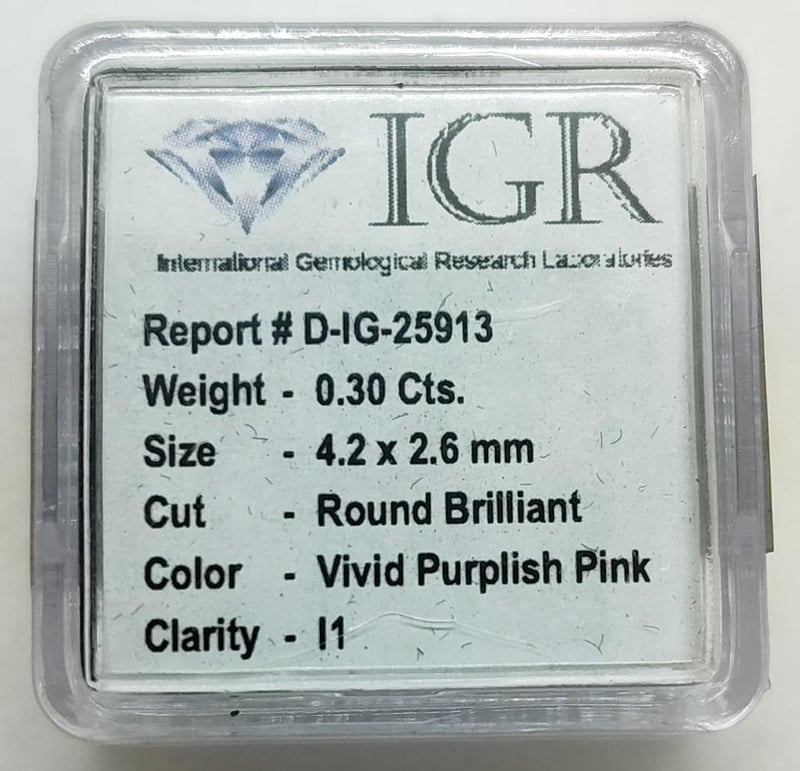 IGR
International Gemological Research Laboratories
Report # D-IG-25913
Weight - 0.30 Cts.
Size - 4.2 x 2.6 mm
Cut - Round Brilliant
Color - Vivid Purplish Pink
Clarity - I1